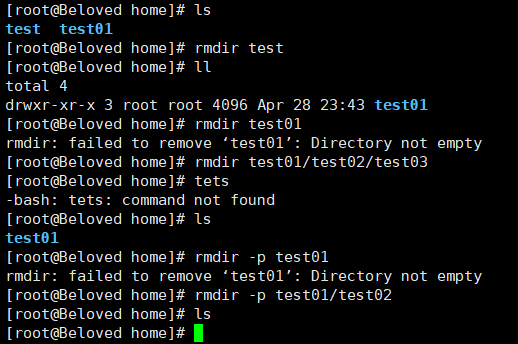 [root@Beloved home]# ls
test  test01
[root@Beloved home]# rmdir test
[root@Beloved home]# ll
total 4
drwxr-xr-x 3 root root 4096 Apr 28 23:43 test01
[root@Beloved home]# rmdir test01
rmdir: failed to remove ‘test01’: Directory not empty
[root@Beloved home]# rmdir test01/test02/test03
[root@Beloved home]# tets
-bash: tets: command not found
[root@Beloved home]# ls
test01
[root@Beloved home]# rmdir -p test01
rmdir: failed to remove ‘test01’: Directory not empty
[root@Beloved home]# rmdir -p test01/test02
[root@Beloved home]# ls
[root@Beloved home]#